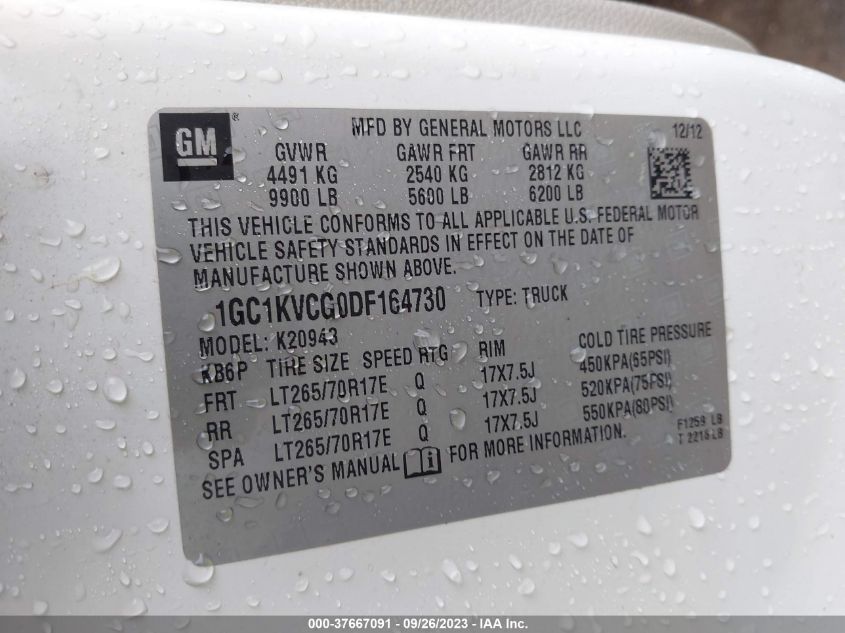 GM ®
MFD BY GENERAL MOTORS LLC 12/12
GVWR GAWR FRT GAWR RR
4491 KG 2540 KG 2812 KG
9900 LB 5600 LB 6200 LB
THIS VEHICLE CONFORMS TO ALL APPLICABLE U.S. FEDERAL MOTOR
VEHICLE SAFETY STANDARDS IN EFFECT ON THE DATE OF
MANUFACTURE SHOWN ABOVE.
1GC1KVCG0DF164730 TYPE: TRUCK
MODEL: K20943
KB6P TIRE SIZE SPEED RTG RIM COLD TIRE PRESSURE
FRT LT265/70R17E Q 17X7.5J 450KPA(65PSI)
RR LT265/70R17E Q 17X7.5J 520KPA(75PSI)
SPA LT265/70R17E Q 17X7.5J 550KPA(80PSI)
SEE OWNER'S MANUAL FOR MORE INFORMATION.
F1259 LB
T 2218 LB
000-37667091 - 09/26/2023 - IAA Inc.